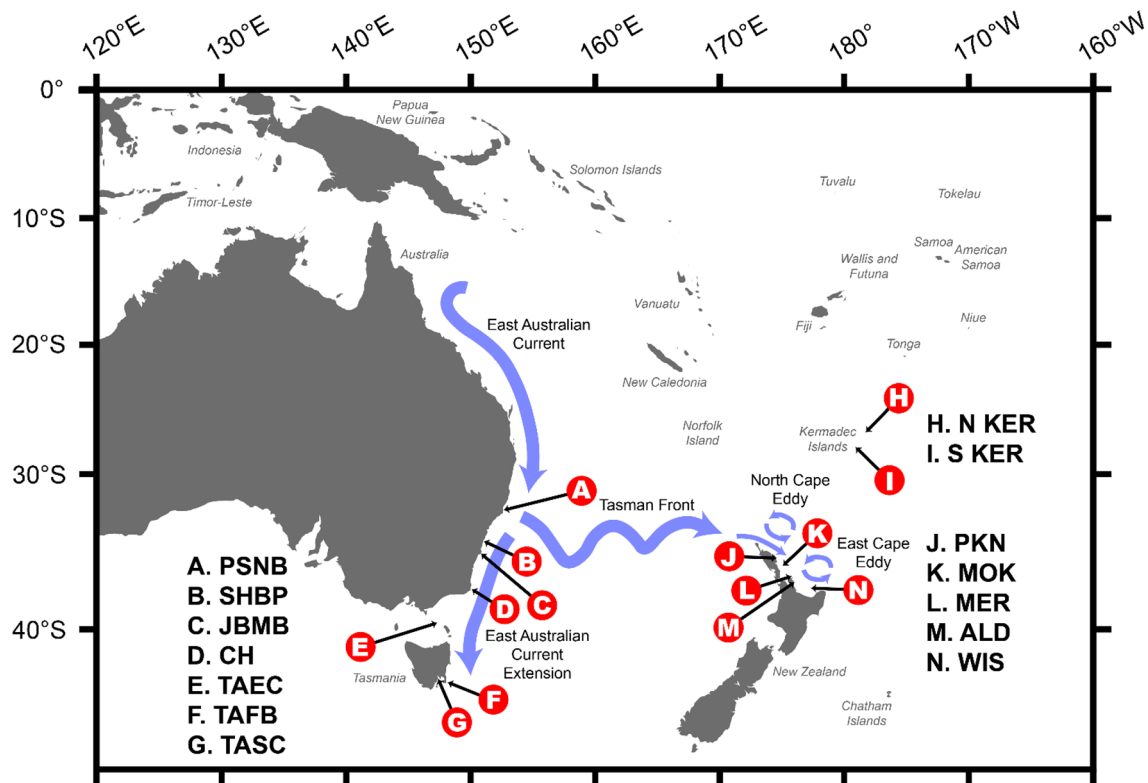 120°E
130°E
140°E
150°E
160°E
170°E
180°
170°W
160°W
0°
10°S
20°S
30°S
40°S
Papua
New Guinea
Indonesia
Solomon Islands
Timor-Leste
Tuvalu
Tokelau
Australia
Samoa
American
Samoa
Wallis and
Futuna
Vanuatu
Fiji
Niue
East Australian
Current
Tonga
New Caledonia
Norfolk
Island
Kermadec
Islands
H
H. N KER
I. S KER
I
A
Tasman Front
North Cape
Eddy
East Cape
Eddy
K
J
B
L
N
M
C
D
E
F
G
A. PSNB
B. SHBP
C. JBMB
D. CH
E. TAEC
F. TAFB
G. TASC
East Australian
Current
Extension
Tasmania
New Zealand
Chatham
Islands
J. PKN
K. MOK
L. MER
M. ALD
N. WIS